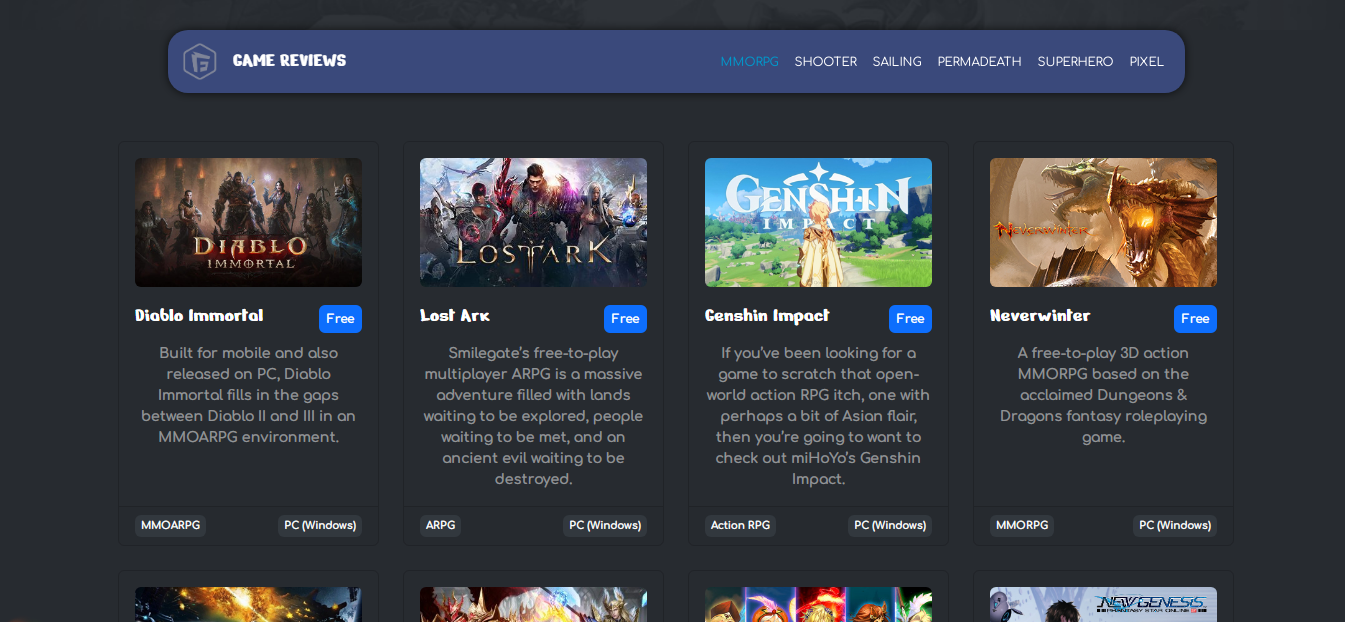 GAME REVIEWS
MMORPG SHOOTER SAILING PERMADEATH SUPERHERO PIXEL
DIABLO
IMMORTAL
LOST ARK
GENSHIN
IMPACT
Neverwinter
Diablo Immortal
Free
Built for mobile and also
released on PC, Diablo
Immortal fills in the gaps
between Diablo II and III in an
MMOARPG environment.
MMOARPG
PC (Windows)
Lost Ark
Free
Smilegate's free-to-play
multiplayer ARPG is a massive
adventure filled with lands
waiting to be explored, people
waiting to be met, and an
ancient evil waiting to be
destroyed.
ARPG
PC (Windows)
Genshin Impact
Free
If you've been looking for a
game to scratch that open-
world action RPG itch, one with
perhaps a bit of Asian flair,
then you're going to want to
check out miHoYo's Genshin
Impact.
Action RPG
PC (Windows)
Neverwinter
Free
A free-to-play 3D action
MMORPG based on the
acclaimed Dungeons &
Dragons fantasy roleplaying
game.
MMORPG
PC (Windows)
NEW GENESIS
PHANTASY STAR ONLINE